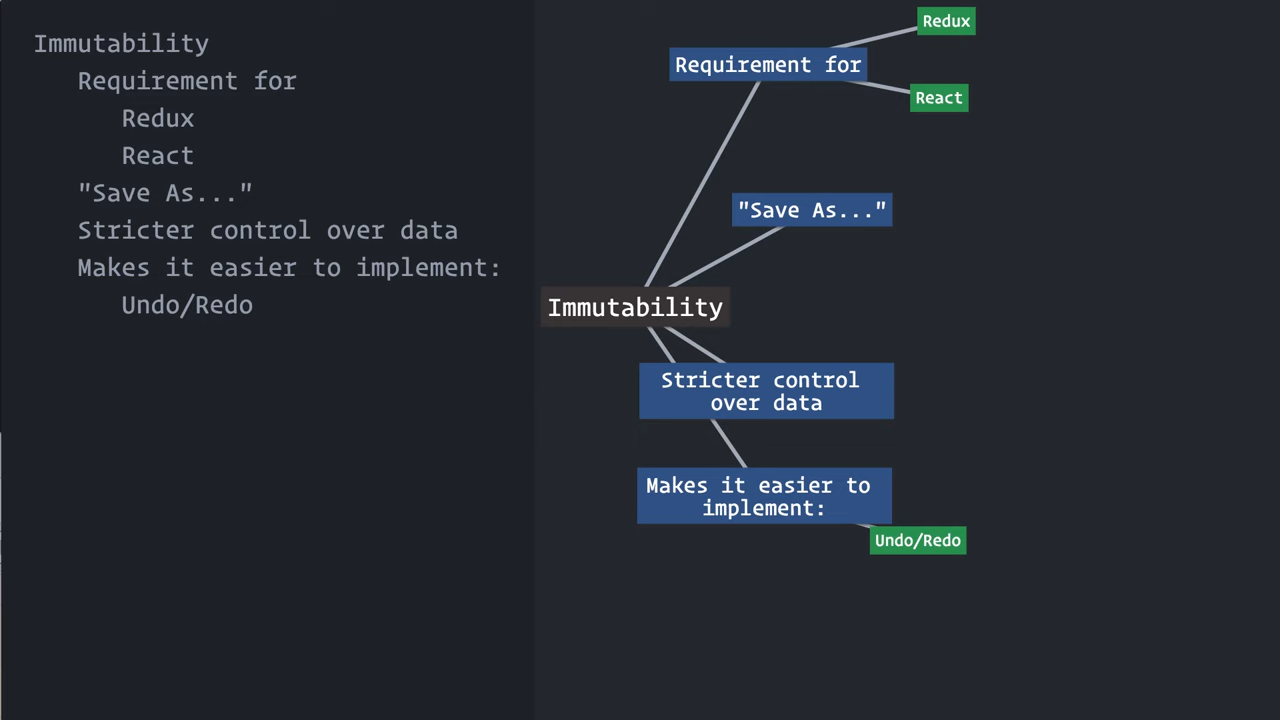 Immutability
Requirement for
Redux
React
"Save As..."
Stricter control over data
Makes it easier to implement:
Undo/Redo
Redux
Requirement for
React
"Save As..."
Immutability
Stricter control
over data
Makes it easier to
implement:
Undo/Redo